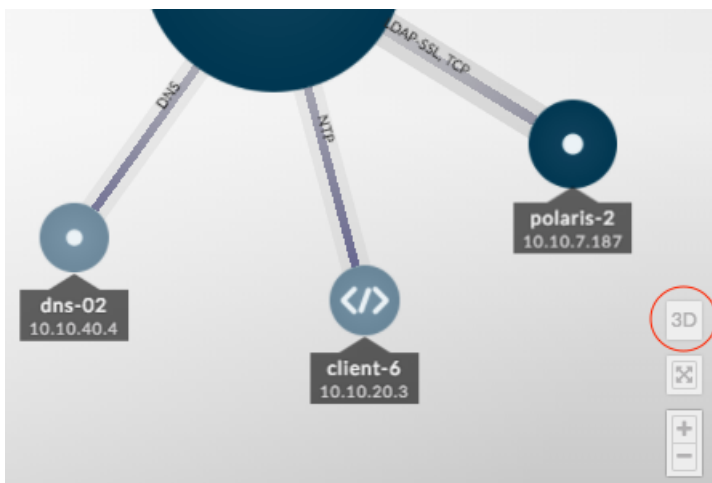 LDAP-SSL, TCP
DNS
NTP
polaris-2
10.10.7.187
dns-02
10.10.40.4
</>
client-6
10.10.20.3
3D
+
−